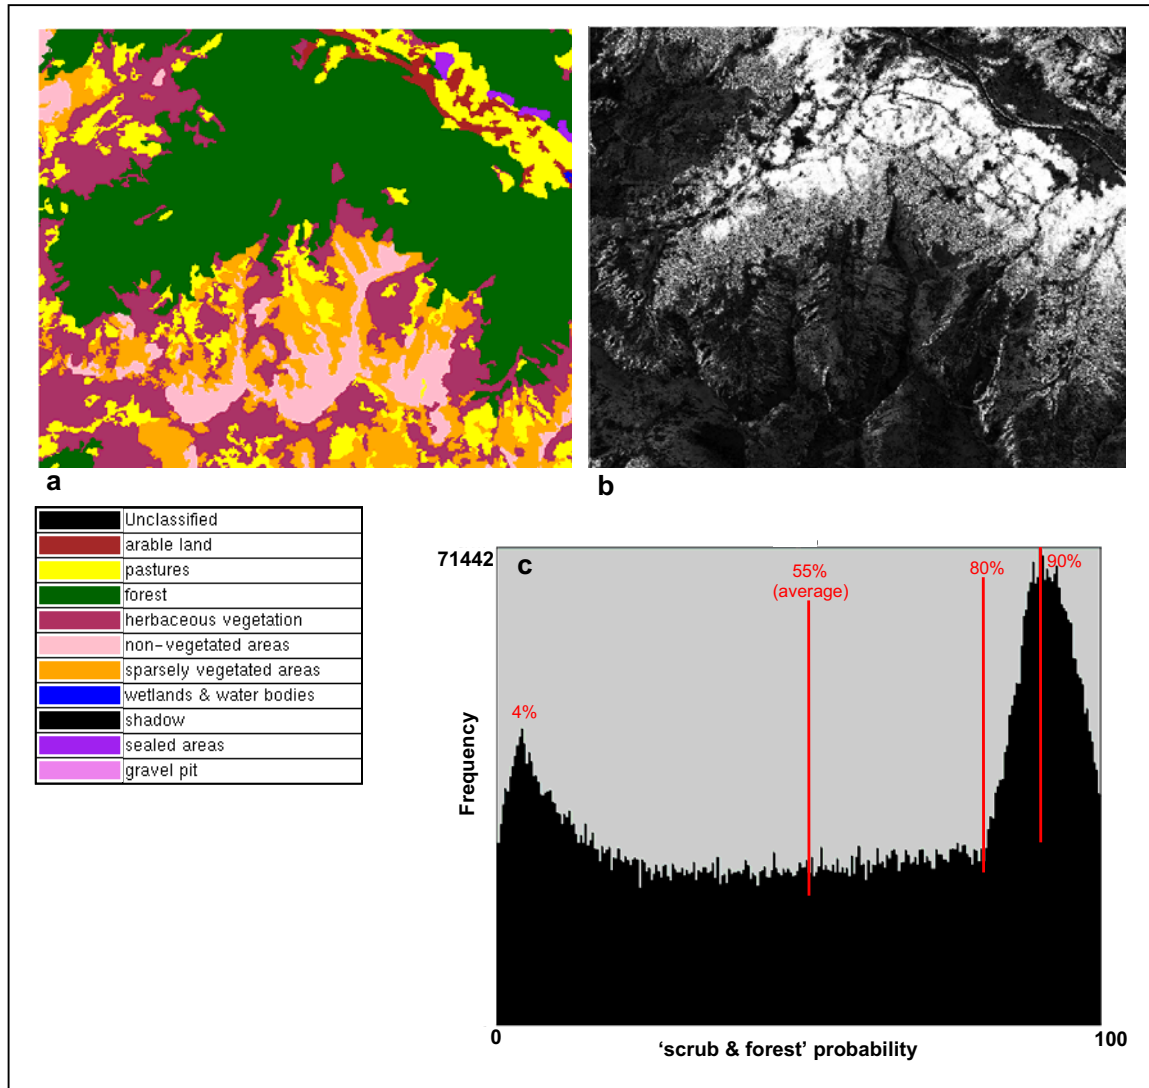 a
b
Unclassified
arable land
pastures
forest
herbaceous vegetation
non-vegetated areas
sparsely vegetated areas
wetlands & water bodies
shadow
sealed areas
gravel pit
71442
c
55%
(average)
80%
90%
4%
Frequency
0
100
'scrub & forest' probability